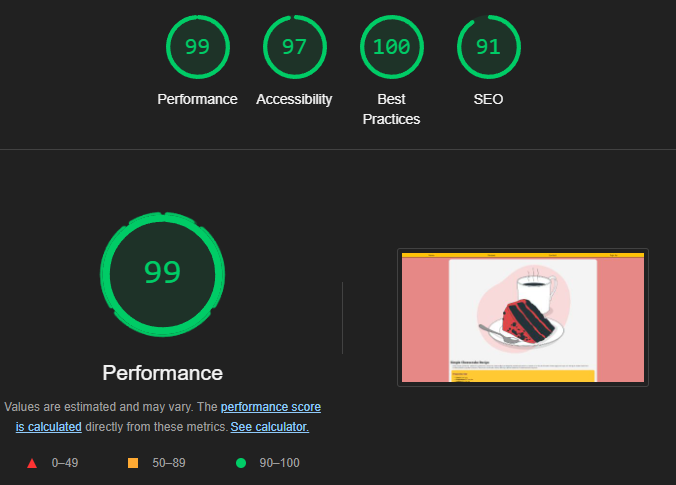 99 97 100 91
Performance Accessibility Best Practices SEO
99
Performance
Values are estimated and may vary. The performance score
is calculated directly from these metrics. See calculator.
0–49 50–89 90–100
Simple Cheesecake Recipe